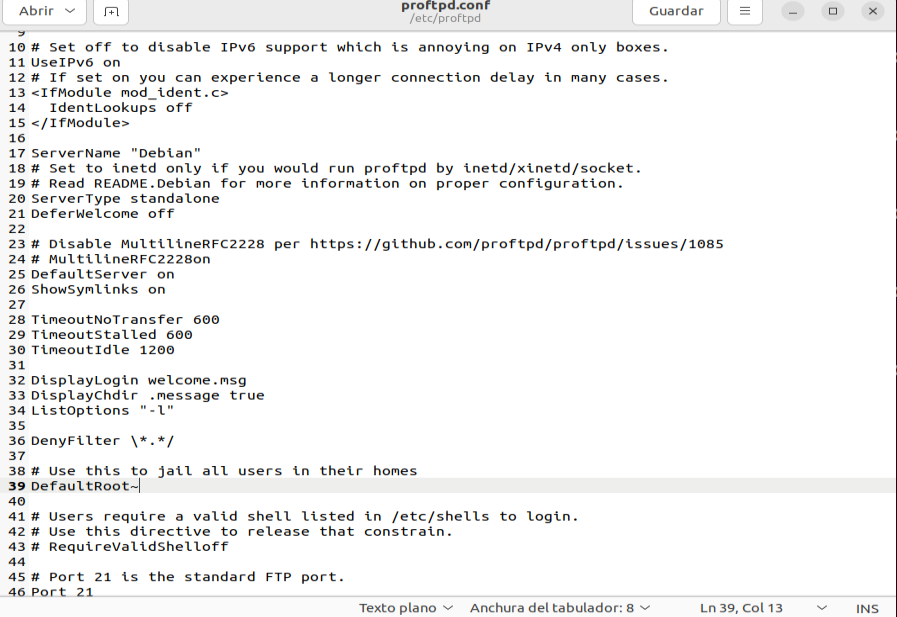 Abrir
proftpd.conf
/etc/proftpd
Guardar
9
10 # Set off to disable IPv6 support which is annoying on IPv4 only boxes.
11 UseIPv6 on
12 # If set on you can experience a longer connection delay in many cases.
13 <IfModule mod_ident.c>
14   IdentLookups off
15 </IfModule>
16
17 ServerName "Debian"
18 # Set to inetd only if you would run proftpd by inetd/xinetd/socket.
19 # Read README.Debian for more information on proper configuration.
20 ServerType standalone
21 DeferWelcome off
22
23 # Disable MultilineRFC2228 per https://github.com/proftpd/proftpd/issues/1085
24 # MultilineRFC2228on
25 DefaultServer on
26 ShowSymlinks on
27
28 TimeoutNoTransfer 600
29 TimeoutStalled 600
30 TimeoutIdle 1200
31
32 DisplayLogin welcome.msg
33 DisplayChdir .message true
34 ListOptions "-l"
35
36 DenyFilter \*.*/
37
38 # Use this to jail all users in their homes
39 DefaultRoot~
40
41 # Users require a valid shell listed in /etc/shells to login.
42 # Use this directive to release that constrain.
43 # RequireValidShelloff
44
45 # Port 21 is the standard FTP port.
46 Port 21
Texto plano
Anchura del tabulador: 8
Ln 39, Col 13
INS